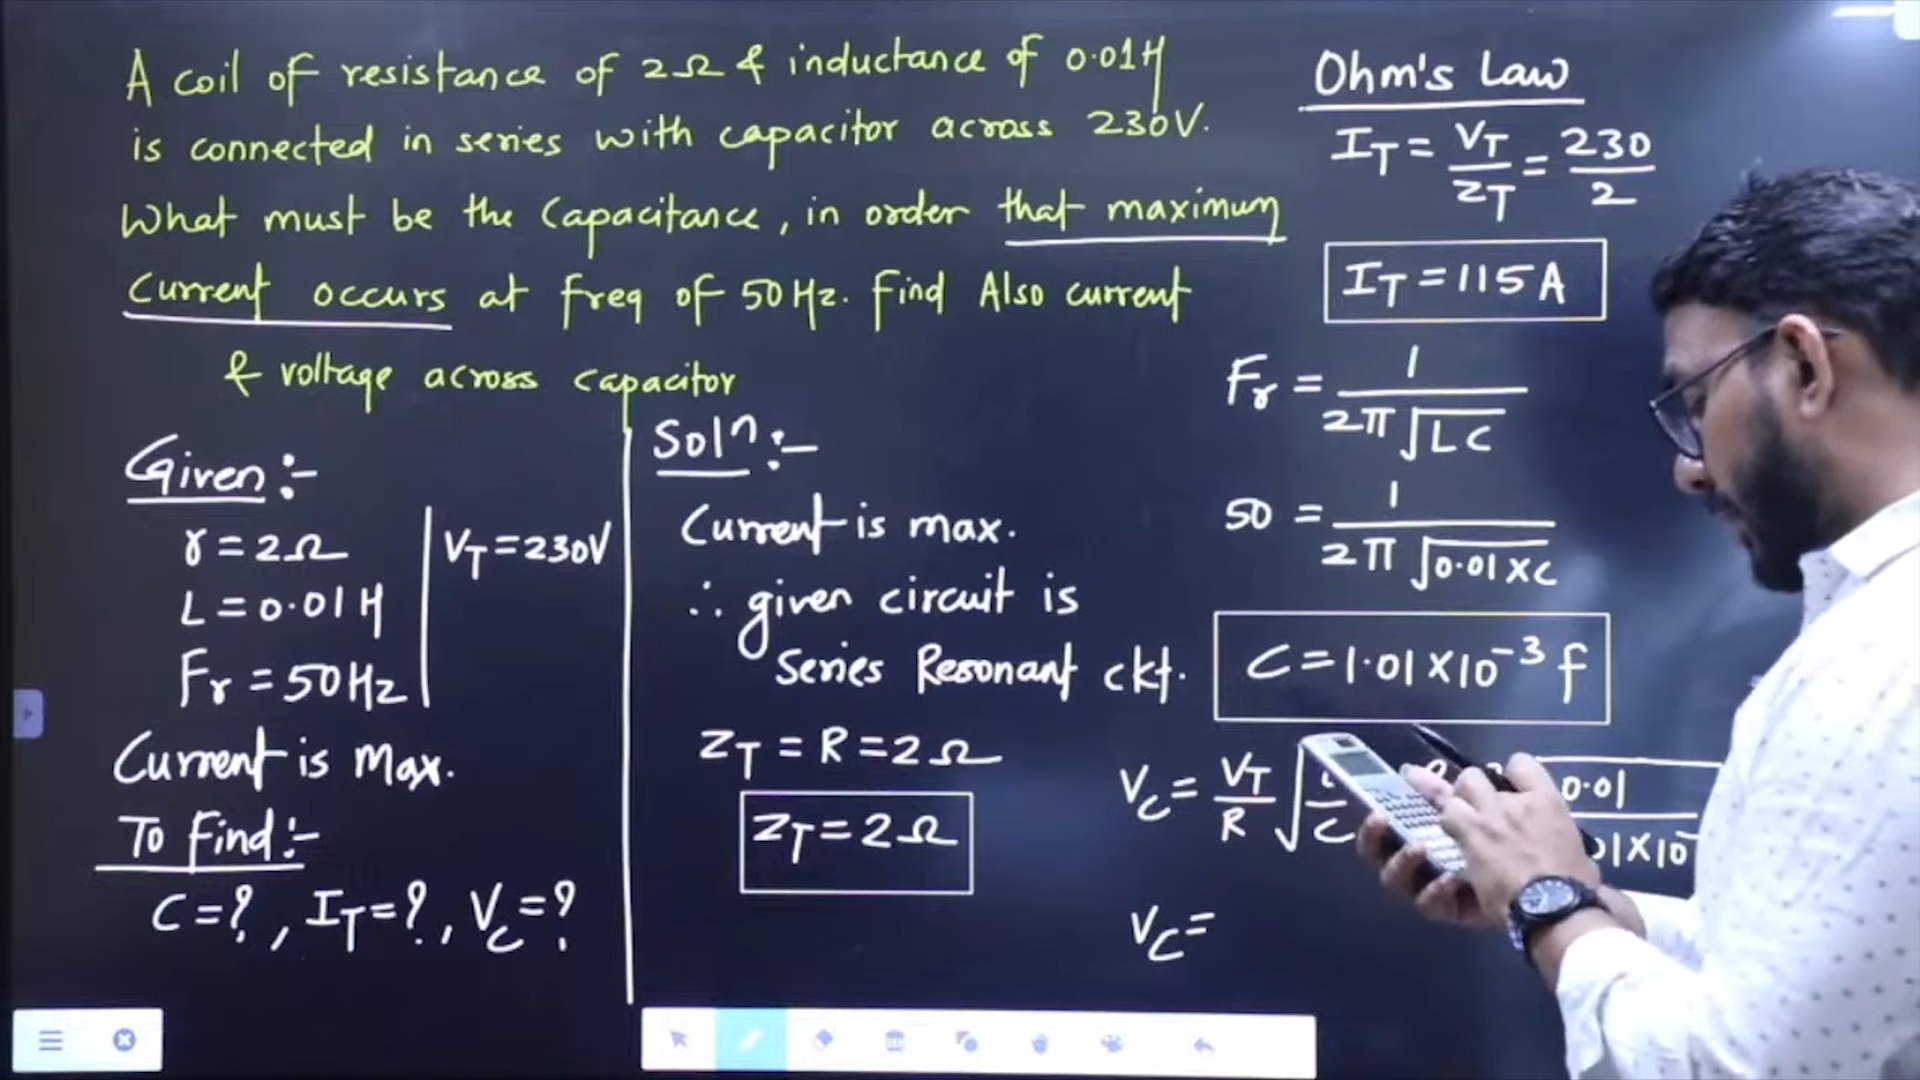 A coil of resistance of 2Ω & inductance of 0.01H
is connected in series with capacitor across 230V.
What must be the Capacitance, in order that maximum
Current occurs at freq of 50Hz. Find Also current
& voltage across capacitor
Given:-
r = 2Ω
L = 0.01H
Fr = 50Hz
VT = 230V
Current is Max.
To Find:-
C = ?, IT = ?, VC = ?
Soln:-
Current is max.
∴ given circuit is
Series Resonant ckt.
ZT = R = 2Ω
ZT = 2Ω
Ohm's Law
IT = VT/ZT = 230/2
IT = 115A
Fr = 1/2π√LC
50 = 1/2π√0.01×C
C = 1.01×10⁻³ f
VC = VT/R √
0.01
01×10⁻
VC =